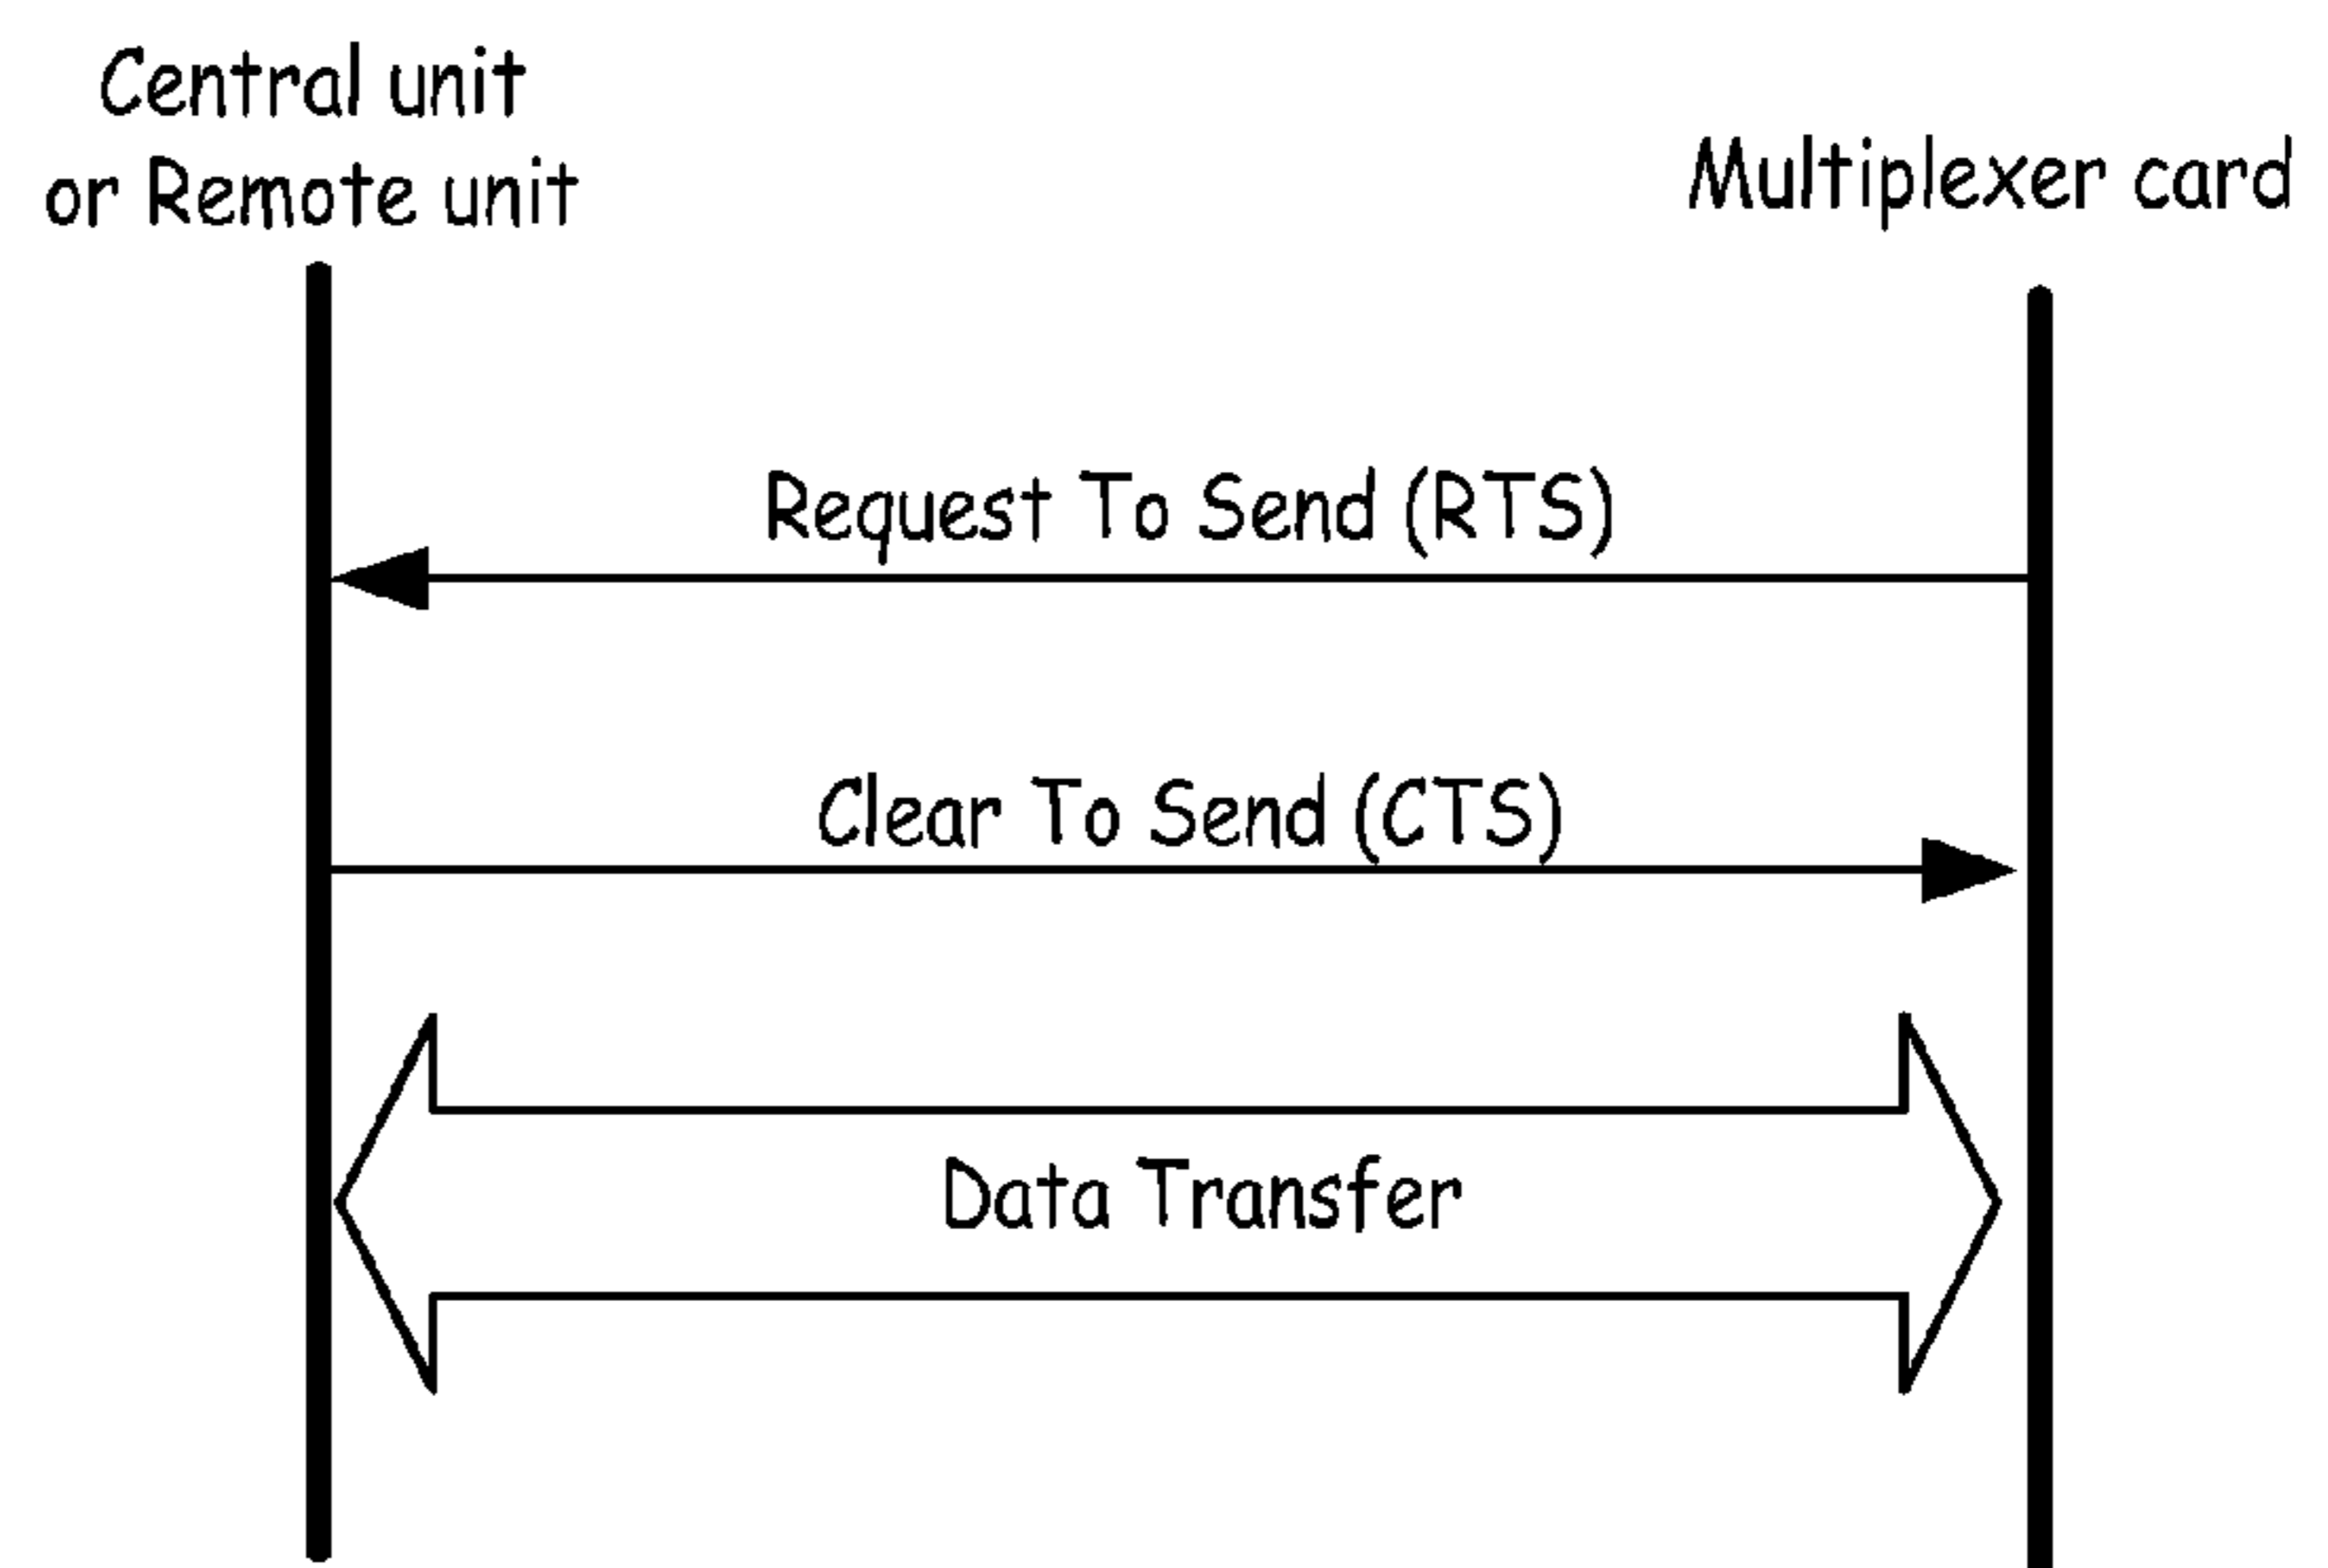 Central unit
or Remote unit
Multiplexer card
Request To Send (RTS)
Clear To Send (CTS)
Data Transfer